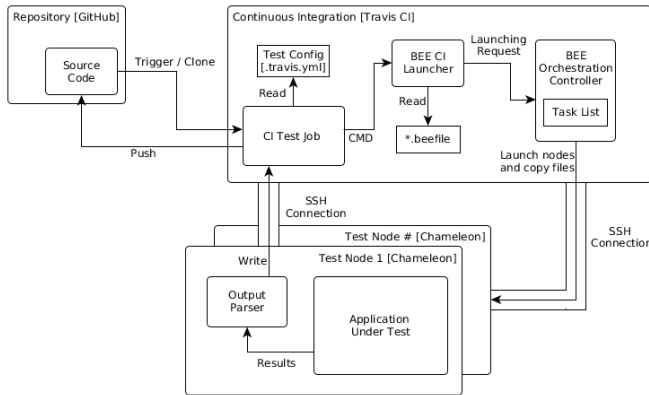 Repository [GitHub]
Source
Code
Trigger / Clone
Push
Continuous Integration [Travis CI]
Test Config
[.travis.yml]
Read
CI Test Job
CMD
BEE CI
Launcher
Read
*.beefile
Launching
Request
BEE
Orchestration
Controller
Task List
Launch nodes
and copy files
SSH
Connection
SSH
Connection
Test Node # [Chameleon]
Test Node 1 [Chameleon]
Write
Output
Parser
Results
Application
Under Test